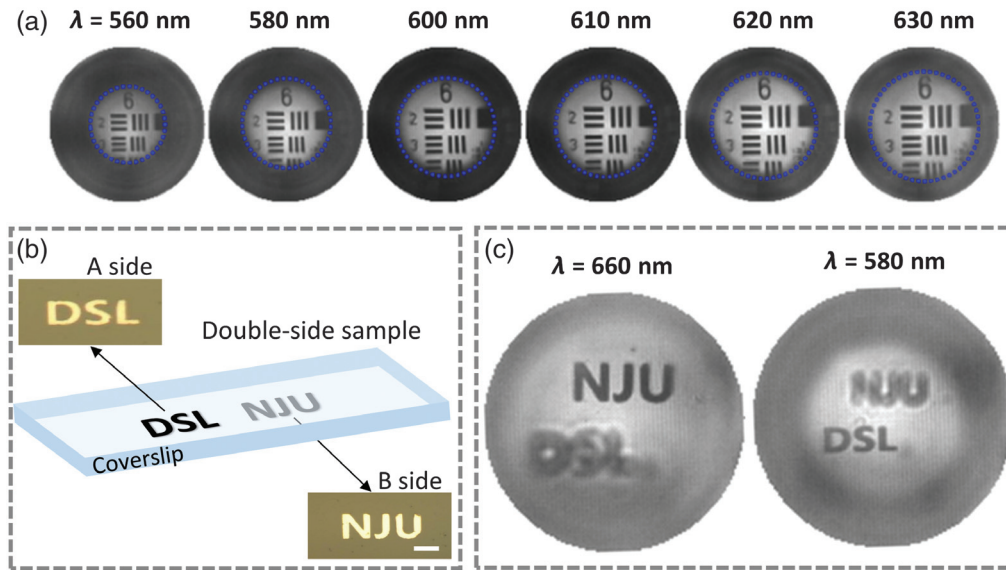 (a) λ = 560 nm 580 nm 600 nm 610 nm 620 nm 630 nm
6 6 6 6 6 6
2 2 2 2 2 2
3 3 3 3 3 3
(b)
A side
DSL
Double-side sample
DSL NJU
Coverslip
B side
NJU
(c)
λ = 660 nm λ = 580 nm
NJU NJU
DSL DSL